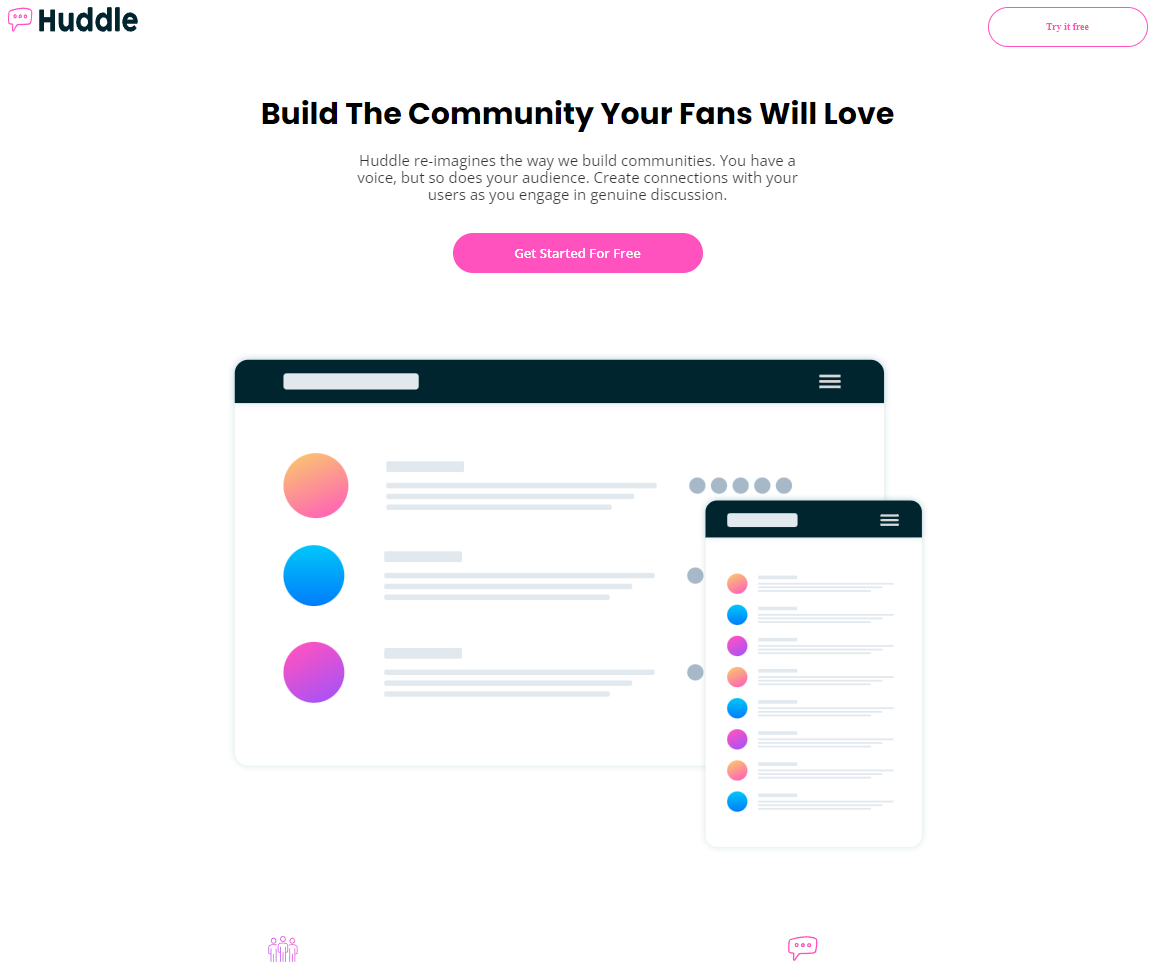 Huddle
Try it free
Build The Community Your Fans Will Love
Huddle re-imagines the way we build communities. You have a
voice, but so does your audience. Create connections with your
users as you engage in genuine discussion.
Get Started For Free